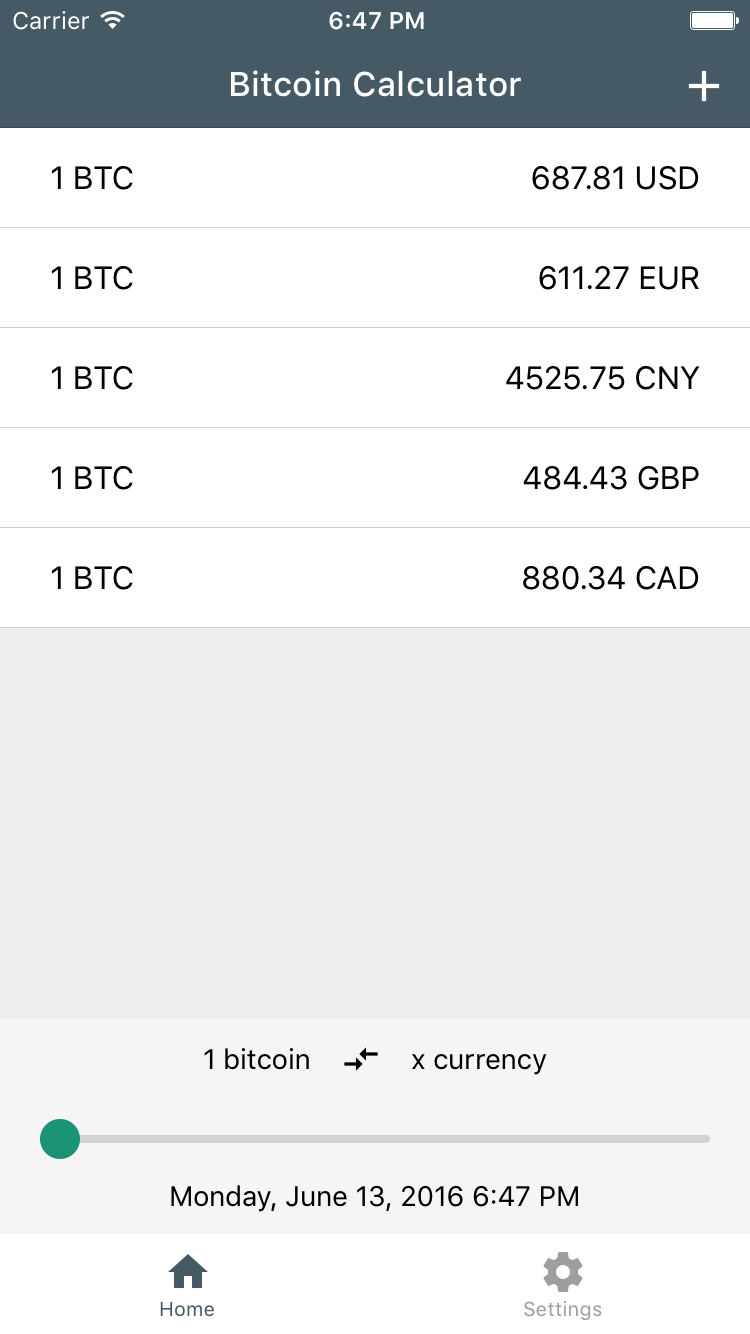 Carrier 6:47 PM
Bitcoin Calculator +
1 BTC 687.81 USD
1 BTC 611.27 EUR
1 BTC 4525.75 CNY
1 BTC 484.43 GBP
1 BTC 880.34 CAD
1 bitcoin x currency
Monday, June 13, 2016 6:47 PM
Home Settings